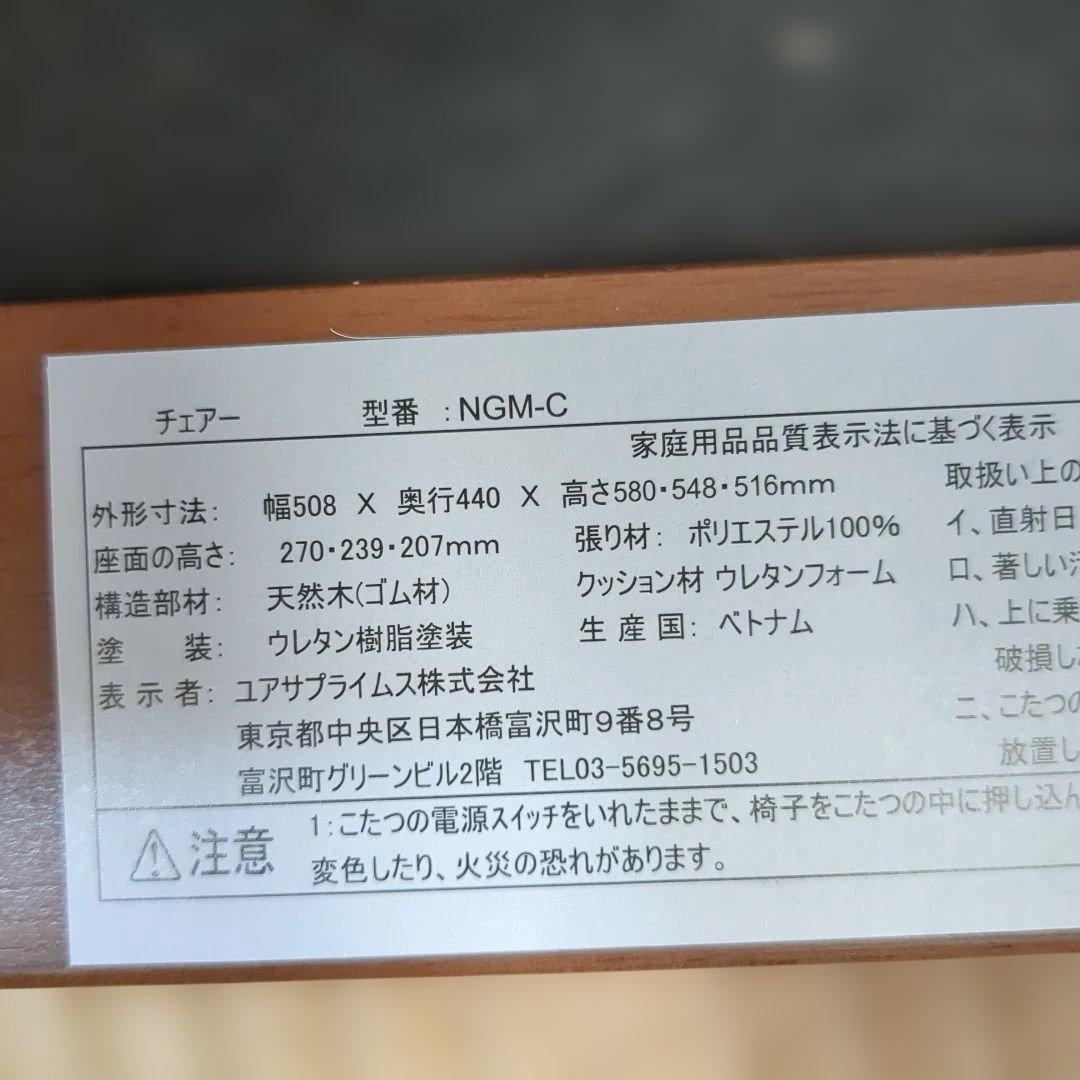 チェアー 型番 : NGM-C
家庭用品品質表示法に基づく表示
外形寸法: 幅508 X 奥行440 X 高さ580・548・516mm
座面の高さ: 270・239・207mm 張り材: ポリエステル100%
構造部材: 天然木(ゴム材) クッション材 ウレタンフォーム
塗 装: ウレタン樹脂塗装 生産国: ベトナム
表示者: ユアサプライムス株式会社
東京都中央区日本橋富沢町9番8号
富沢町グリーンビル2階 TEL03-5695-1503
取扱い上の
イ、直射日
ロ、著しい
ハ、上に乗
破損し
ニ、こたつの
放置し
注意
1:こたつの電源スイッチをいれたままで、椅子をこたつの中に押し込ん
変色したり、火災の恐れがあります。